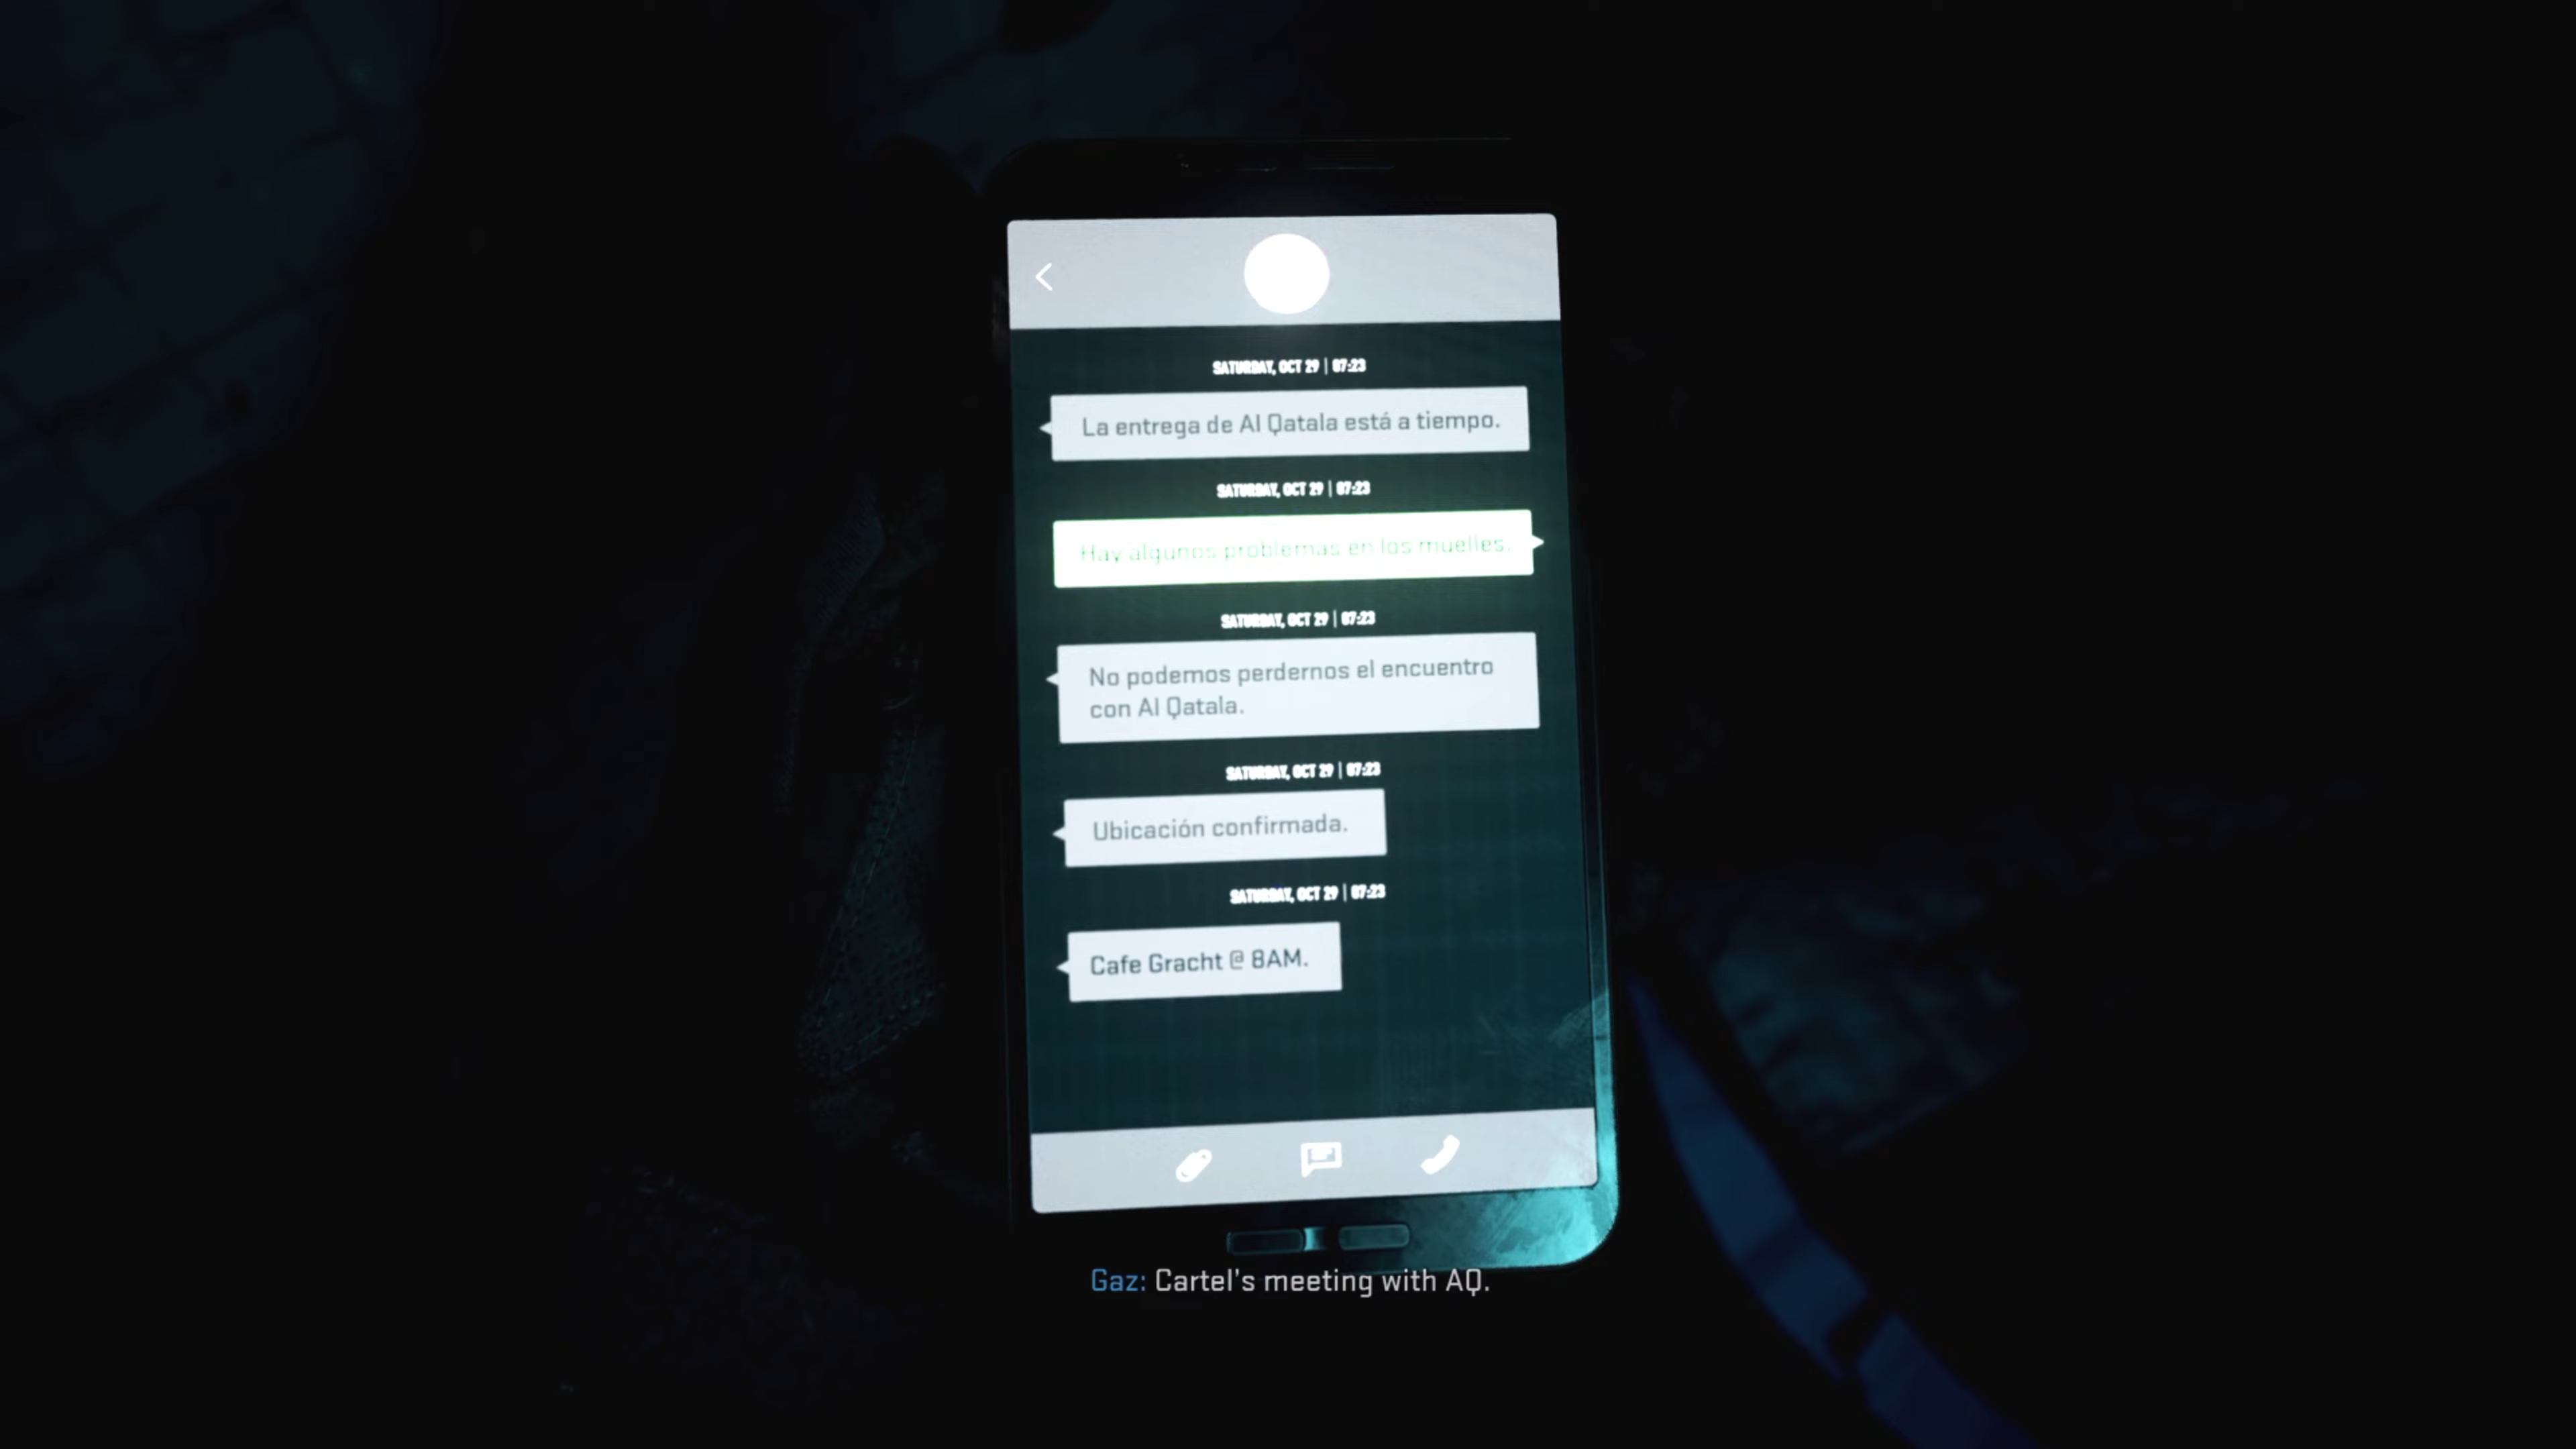 SATURDAY, OCT 29 | 07:23
La entrega de Al Qatala está a tiempo.
SATURDAY, OCT 29 | 07:23
Hay algunos problemas en los muelles.
SATURDAY, OCT 29 | 07:23
No podemos perdernos el encuentro
con Al Qatala.
SATURDAY, OCT 29 | 07:23
Ubicación confirmada.
SATURDAY, OCT 29 | 07:23
Cafe Gracht @ 8AM.
Gaz: Cartel's meeting with AQ.